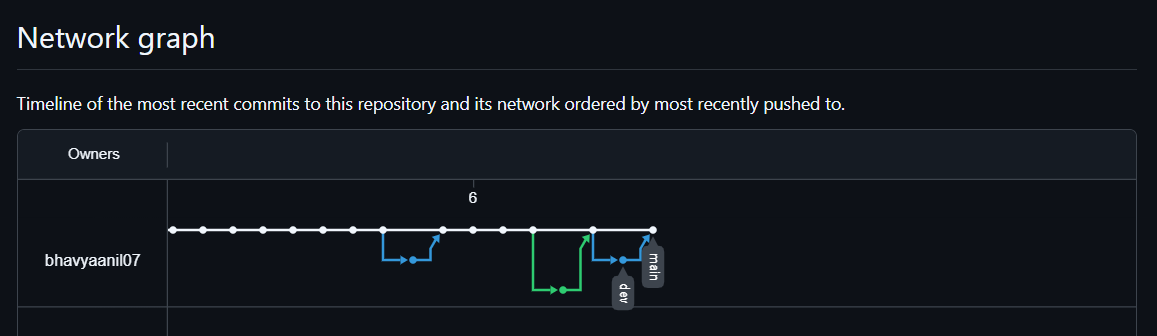 Network graph
Timeline of the most recent commits to this repository and its network ordered by most recently pushed to.
Owners
6
bhavyaanil07
main
dev